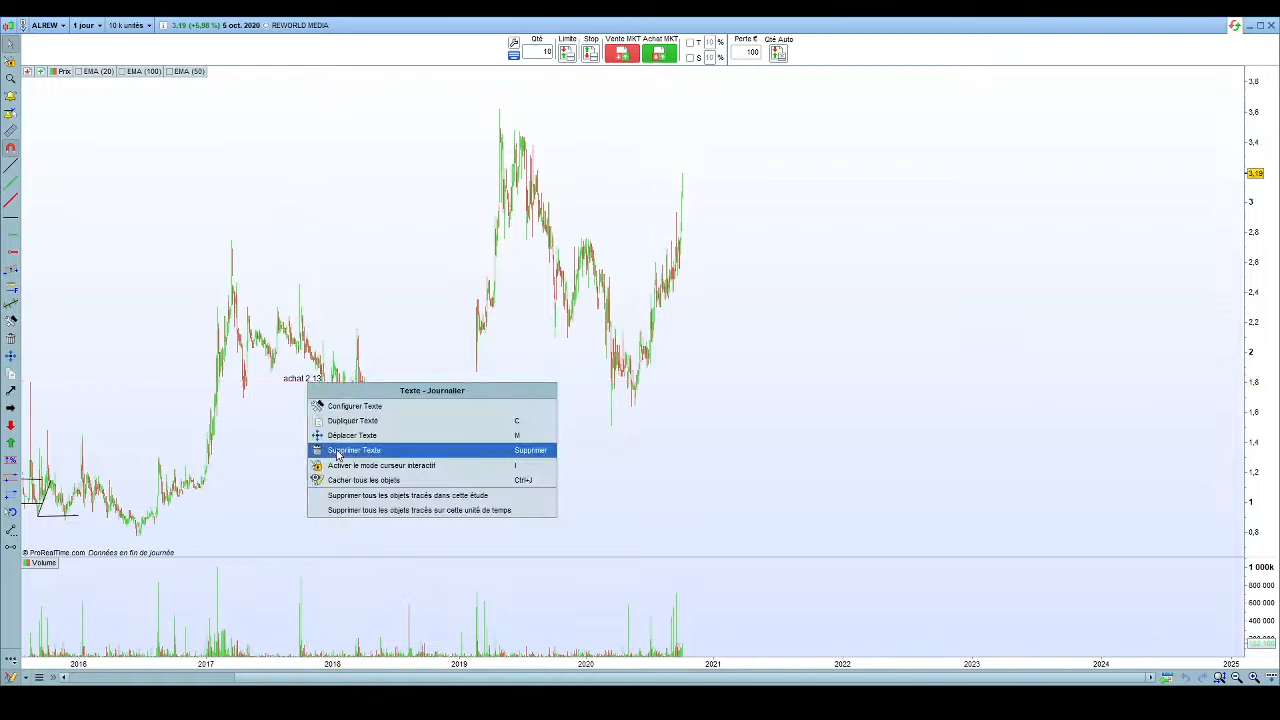 ALREW 1 jour 10 k unités 3,19 (+5,98 %) 5 oct. 2020 REWORLD MEDIA
Qté Limite Stop Vente MKT Achat MKT T 10 % Perte € Qté Auto
10 S 10 % 100
Prix EMA (20) EMA (100) EMA (50)
3,8
3,6
3,4
3,19
3
2,8
2,6
2,4
2,2
2
1,8
1,6
1,4
1,2
1
0,8
achat 2,13
Texte - Journalier
Configurer Texte
Dupliquer Texte C
Déplacer Texte M
Supprimer Texte Supprimer
Activer le mode curseur interactif I
Cacher tous les objets Ctrl+J
Supprimer tous les objets tracés dans cette étude
Supprimer tous les objets tracés sur cette unité de temps
© ProRealTime.com Données en fin de journée
Volume
1 000k
800 000
600 000
400 000
2016 2017 2018 2019 2020 2021 2022 2023 2024 2025